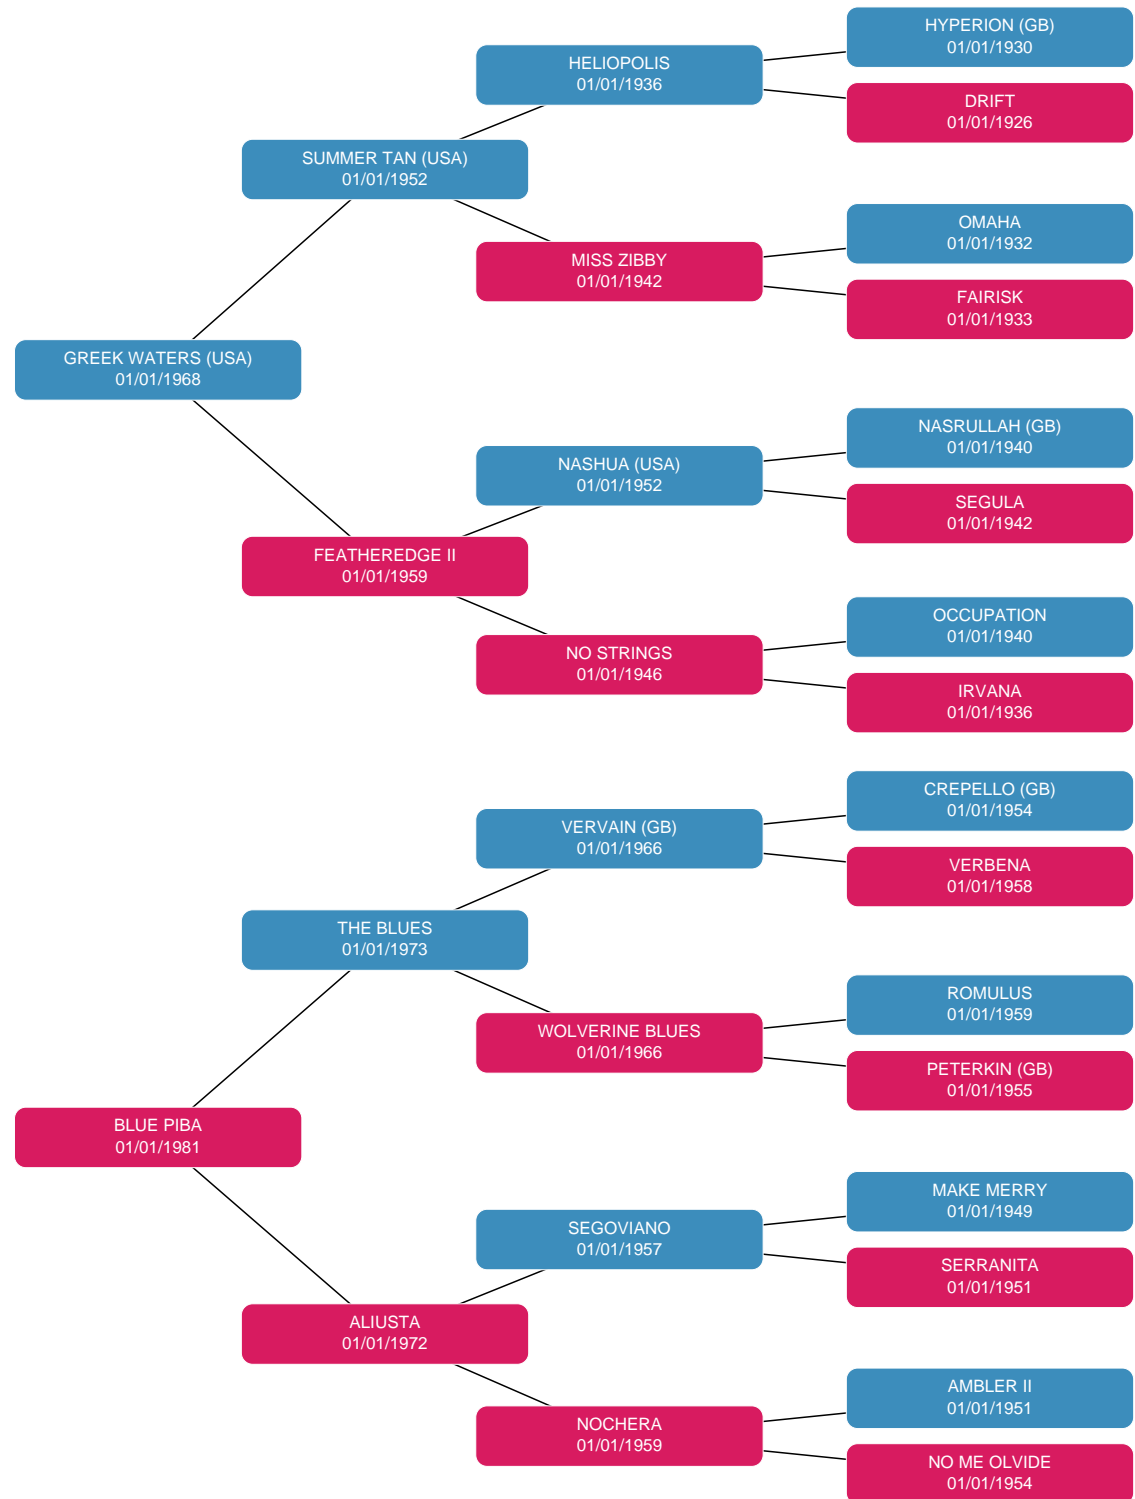 HYPERION (GB)
01/01/1930
HELIOPOLIS
01/01/1936
DRIFT
01/01/1926
SUMMER TAN (USA)
01/01/1952
OMAHA
01/01/1932
MISS ZIBBY
01/01/1942
FAIRISK
01/01/1933
GREEK WATERS (USA)
01/01/1968
NASRULLAH (GB)
01/01/1940
NASHUA (USA)
01/01/1952
SEGULA
01/01/1942
FEATHEREDGE II
01/01/1959
OCCUPATION
01/01/1940
NO STRINGS
01/01/1946
IRVANA
01/01/1936
CREPELLO (GB)
01/01/1954
VERVAIN (GB)
01/01/1966
VERBENA
01/01/1958
THE BLUES
01/01/1973
ROMULUS
01/01/1959
WOLVERINE BLUES
01/01/1966
PETERKIN (GB)
01/01/1955
BLUE PIBA
01/01/1981
MAKE MERRY
01/01/1949
SEGOVIANO
01/01/1957
SERRANITA
01/01/1951
ALIUSTA
01/01/1972
AMBLER II
01/01/1951
NOCHERA
01/01/1959
NO ME OLVIDE
01/01/1954